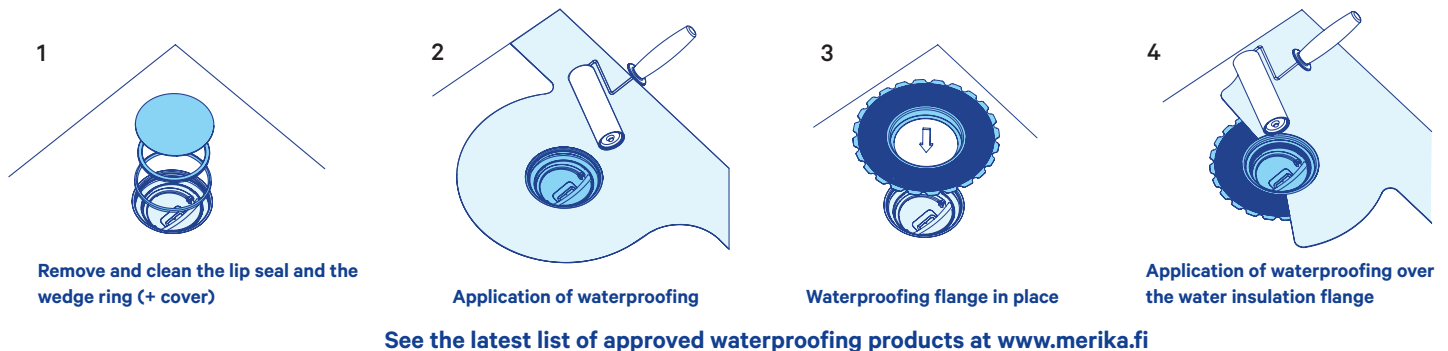 1
2
3
4
Remove and clean the lip seal and the
wedge ring (+ cover)
Application of waterproofing
Waterproofing flange in place
Application of waterproofing over
the water insulation flange
See the latest list of approved waterproofing products at www.merika.fi